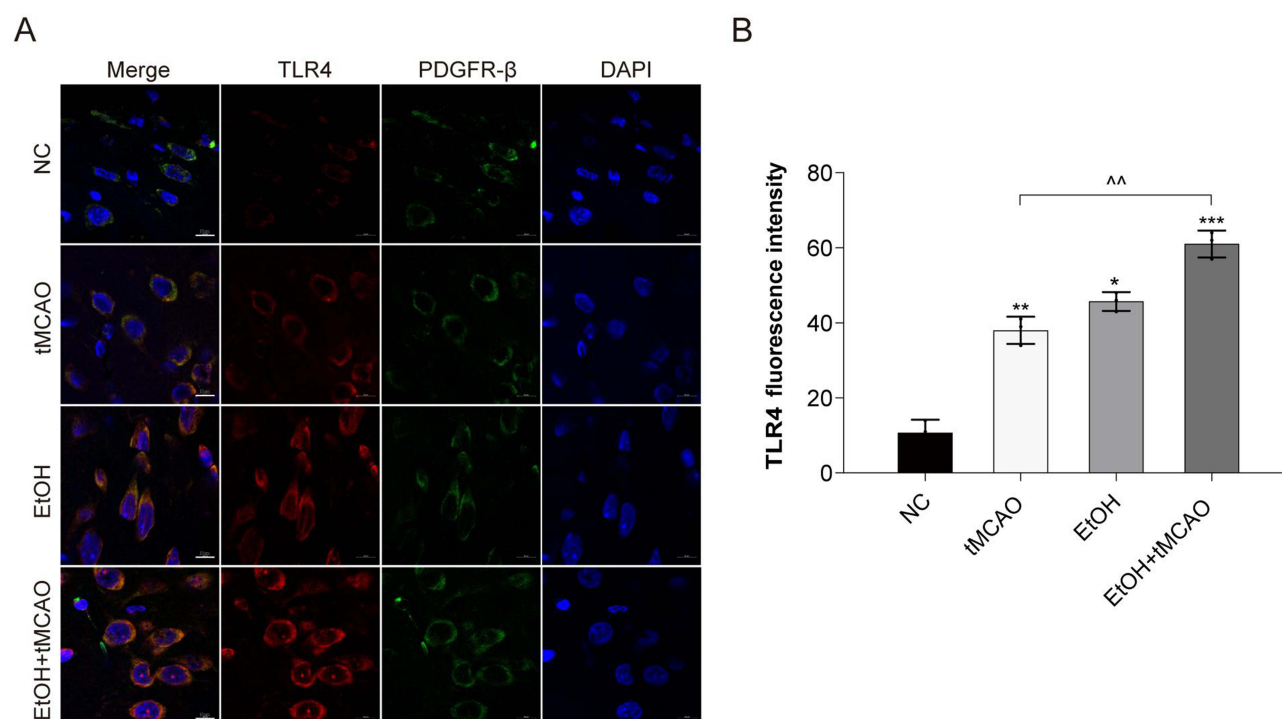 A
Merge TLR4 PDGFR-β DAPI
NC
tMCAO
EtOH
EtOH+tMCAO
B
TLR4 fluorescence intensity
80
60
40
20
0
^^
**
*
***
NC
tMCAO
EtOH
EtOH+tMCAO